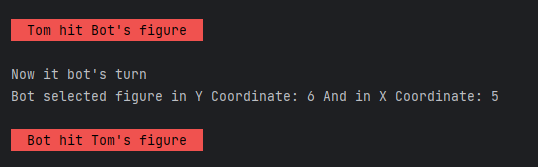 Tom hit Bot's figure
Now it bot's turn
Bot selected figure in Y Coordinate: 6 And in X Coordinate: 5
Bot hit Tom's figure